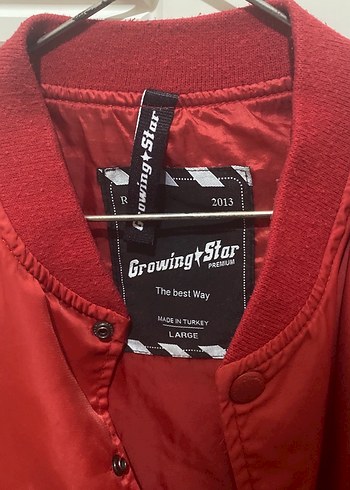 Growing★Star
R
2013
Growing★Star
PREMIUM
The best Way
MADE IN TURKEY
LARGE